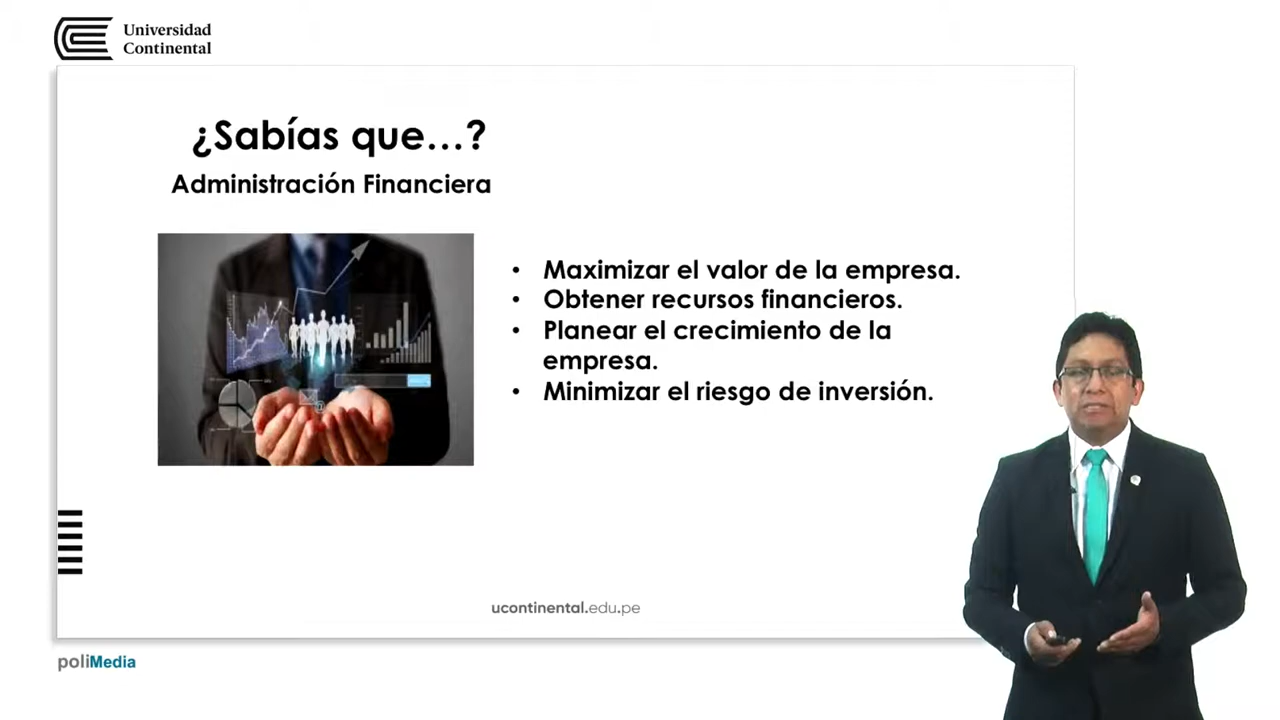 Universidad
Continental
¿Sabías que...?
Administración Financiera
• Maximizar el valor de la empresa.
• Obtener recursos financieros.
• Planear el crecimiento de la
empresa.
• Minimizar el riesgo de inversión.
ucontinental.edu.pe
poliMedia